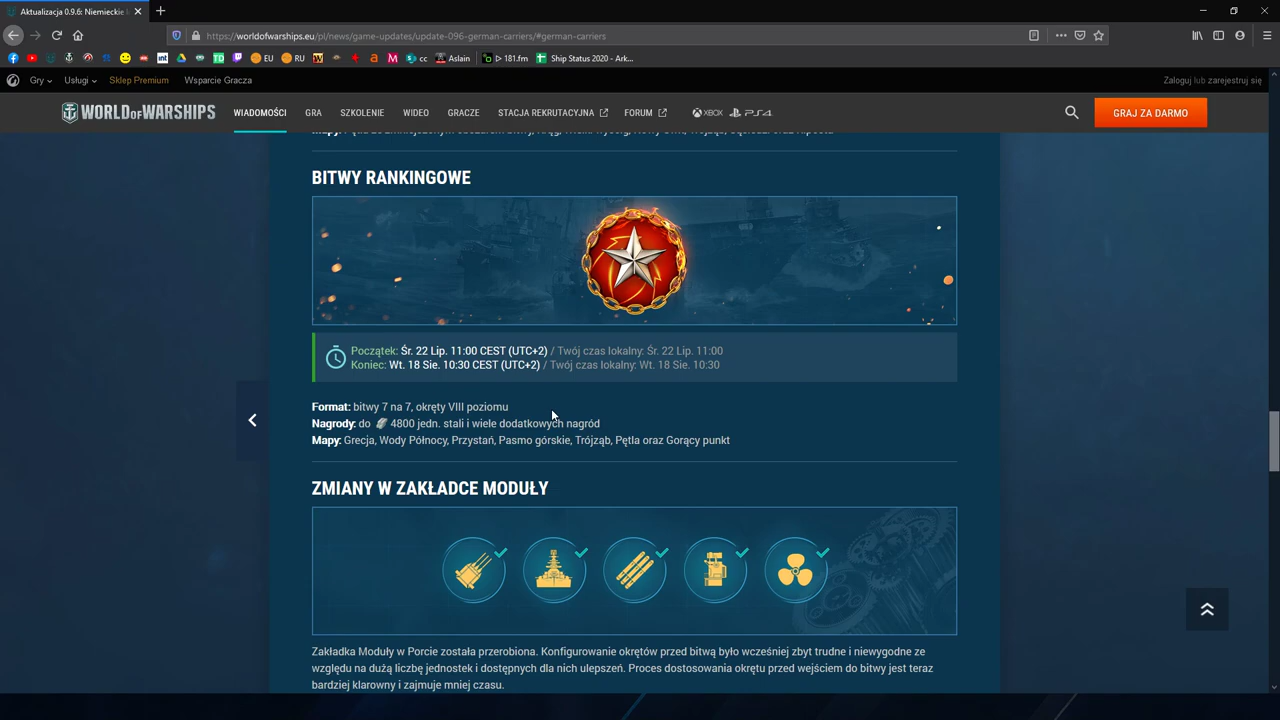 Aktualizacja 0.9.6: Niemieckie
https://worldofwarships.eu/pl/news/game-updates/update-096-german-carriers/#german-carriers
EU RU cc Aslain 181.fm Ship Status 2020 - Ark...
Gry Usługi Sklep Premium Wsparcie Gracza Zaloguj lub zarejestruj się
WORLD OF WARSHIPS WIADOMOŚCI GRA SZKOLENIE WIDEO GRACZE STACJA REKRUTACYJNA FORUM XBOX PS4 GRAJ ZA DARMO
BITWY RANKINGOWE
Początek: Śr. 22 Lip. 11:00 CEST (UTC+2) / Twój czas lokalny: Śr. 22 Lip. 11:00
Koniec: Wt. 18 Sie. 10:30 CEST (UTC+2) / Twój czas lokalny: Wt. 18 Sie. 10:30
Format: bitwy 7 na 7, okręty VIII poziomu
Nagrody: do 4800 jedn. stali i wiele dodatkowych nagród
Mapy: Grecja, Wody Północy, Przystań, Pasmo górskie, Trójząb, Pętla oraz Gorący punkt
ZMIANY W ZAKŁADCE MODUŁY
Zakładka Moduły w Porcie została przerobiona. Konfigurowanie okrętów przed bitwą było wcześniej zbyt trudne i niewygodne ze
względu na dużą liczbę jednostek i dostępnych dla nich ulepszeń. Proces dostosowania okrętu przed wejściem do bitwy jest teraz
bardziej klarowny i zajmuje mniej czasu.